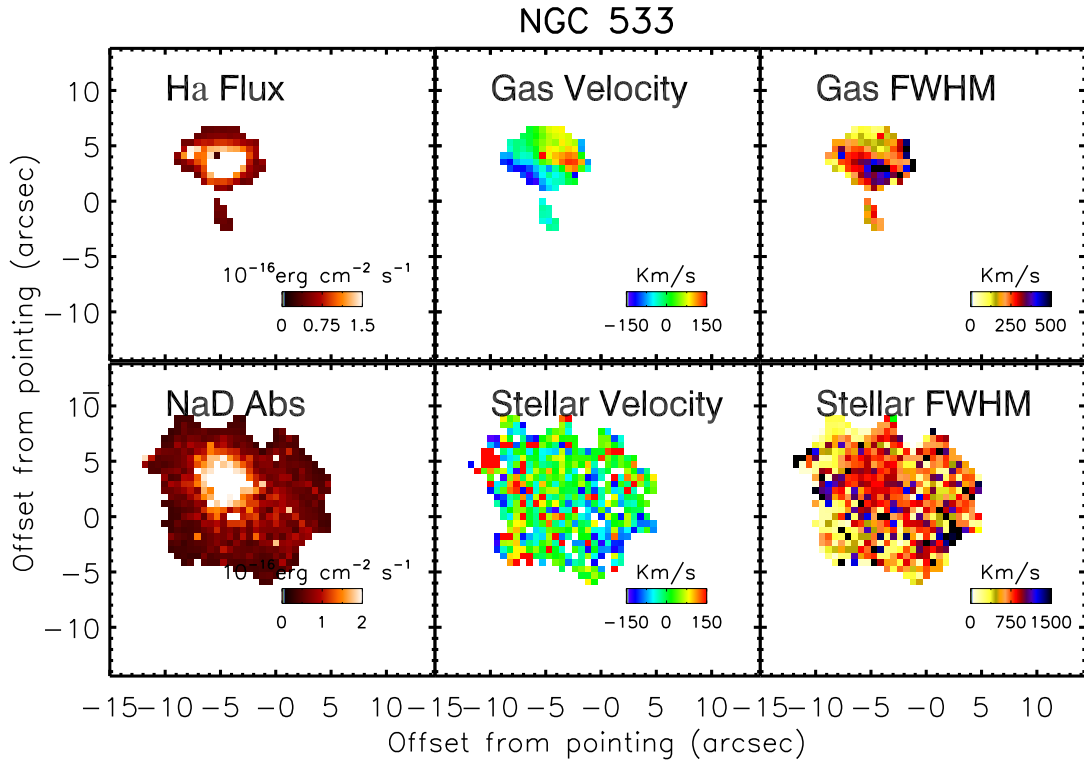 NGC 533
Ha Flux
Gas Velocity
Gas FWHM
10
5
0
−5
−10
10⁻¹⁶erg cm⁻² s⁻¹
0 0.75 1.5
Km/s
−150 0 150
Km/s
0 250 500
NaD Abs
Stellar Velocity
Stellar FWHM
10
5
0
−5
−10
10⁻¹⁶erg cm⁻² s⁻¹
0 1 2
Km/s
−150 0 150
Km/s
0 750 1500
−15 −10 −5 −0 5 10 −15 −10 −5 −0 5 10 −15 −10 −5 −0 5 10
Offset from pointing (arcsec)
Offset from pointing (arcsec)